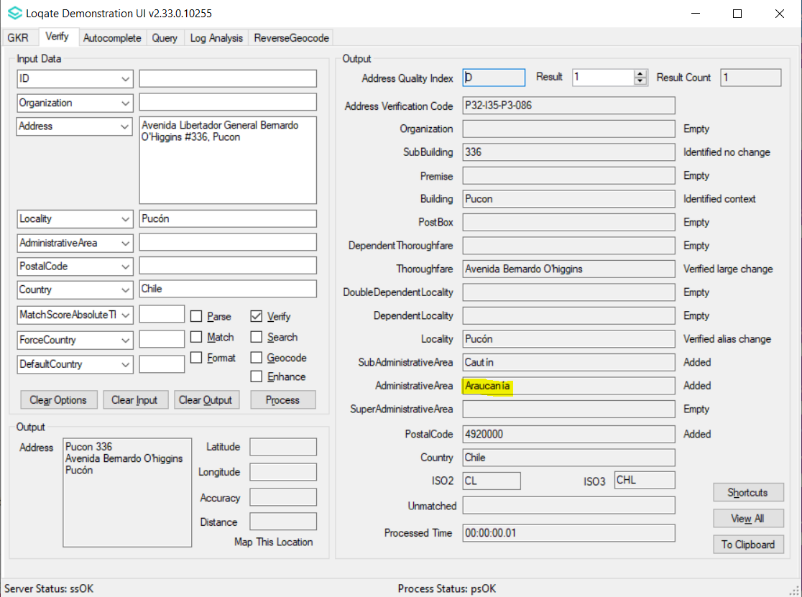 Loqate Demonstration UI v2.33.0.10255
GKR Verify Autocomplete Query Log Analysis ReverseGeocode
Input Data
ID
Organization
Address
Avenida Libertador General Bernardo
O'Higgins #336, Pucon
Locality Pucón
AdministrativeArea
PostalCode
Country Chile
MatchScoreAbsoluteTl Parse Verify
ForceCountry Match Search
DefaultCountry Format Geocode
Enhance
Clear Options Clear Input Clear Output Process
Output
Address
Pucon 336
Avenida Bernardo O'higgins
Pucón
Latitude
Longitude
Accuracy
Distance
Map This Location
Output
Address Quality Index D Result 1 Result Count 1
Address Verification Code P32-I35-P3-086
Organization Empty
SubBuilding 336 Identified no change
Premise Empty
Building Pucon Identified context
PostBox Empty
DependentThoroughfare Empty
Thoroughfare Avenida Bernardo O'higgins Verified large change
DoubleDependentLocality Empty
DependentLocality Empty
Locality Pucón Verified alias change
SubAdministrativeArea Cautín Added
AdministrativeArea Araucanía Added
SuperAdministrativeArea Empty
PostalCode 4920000 Added
Country Chile
ISO2 CL ISO3 CHL
Unmatched
Processed Time 00:00:00.01
Shortcuts
View All
To Clipboard
Server Status: ssOK Process Status: psOK